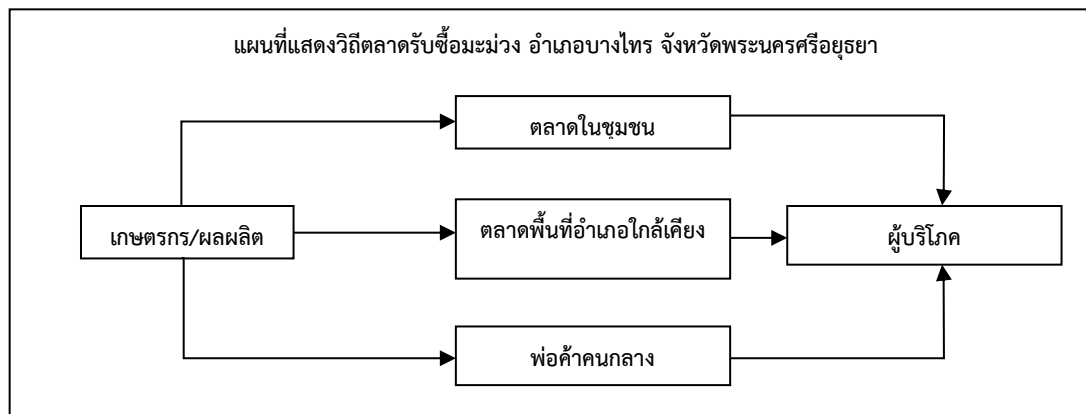 แผนที่แสดงวิถีตลาดรับซื้อมะม่วง อำเภอบางไทร จังหวัดพระนครศรีอยุธยา
ตลาดในชุมชน
เกษตรกร/ผลผลิต
ตลาดพื้นที่อำเภอใกล้เคียง
ผู้บริโภค
พ่อค้าคนกลาง